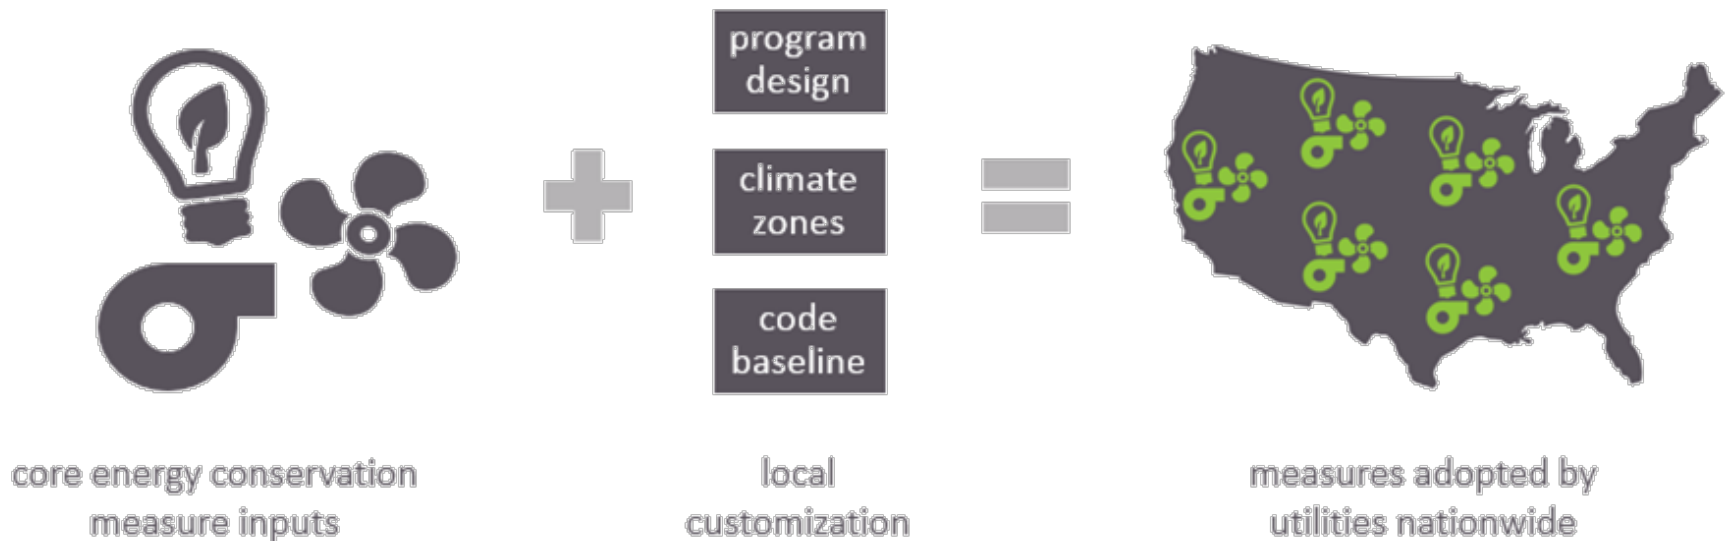 program
design
climate
zones
code
baseline
core energy conservation
measure inputs
local
customization
measures adopted by
utilities nationwide